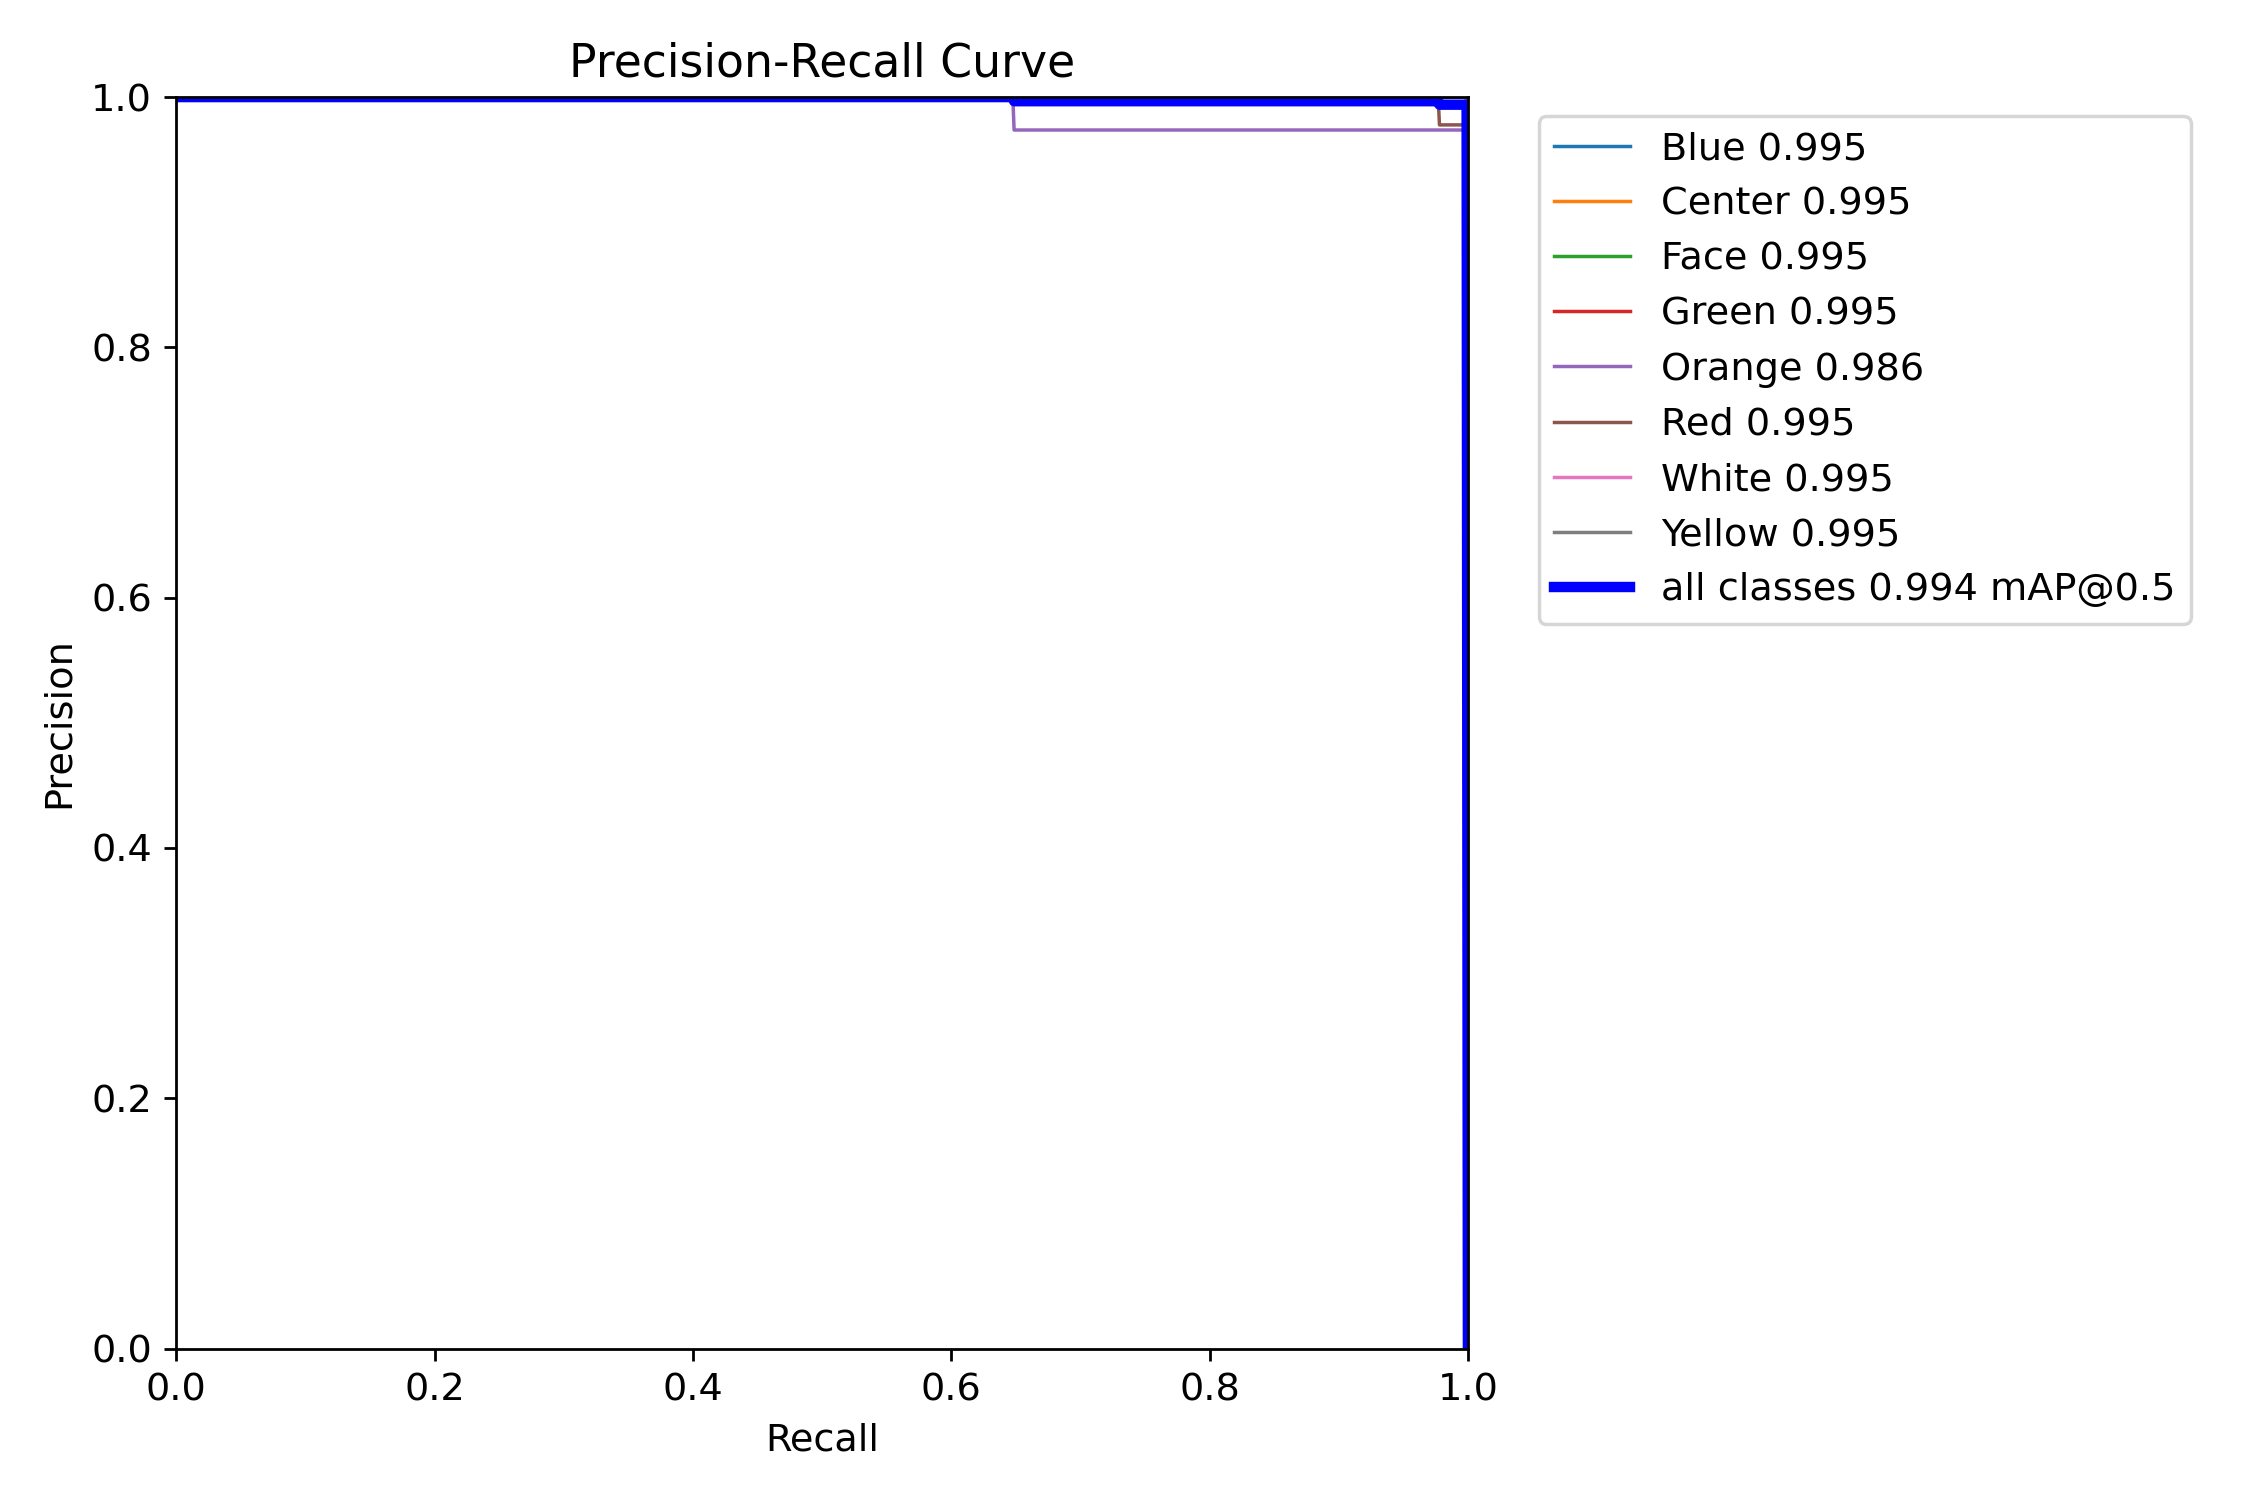 Precision-Recall Curve
1.0
0.8
0.6
0.4
0.2
0.0
Precision
0.0 0.2 0.4 0.6 0.8 1.0
Recall
Blue 0.995
Center 0.995
Face 0.995
Green 0.995
Orange 0.986
Red 0.995
White 0.995
Yellow 0.995
all classes 0.994 mAP@0.5